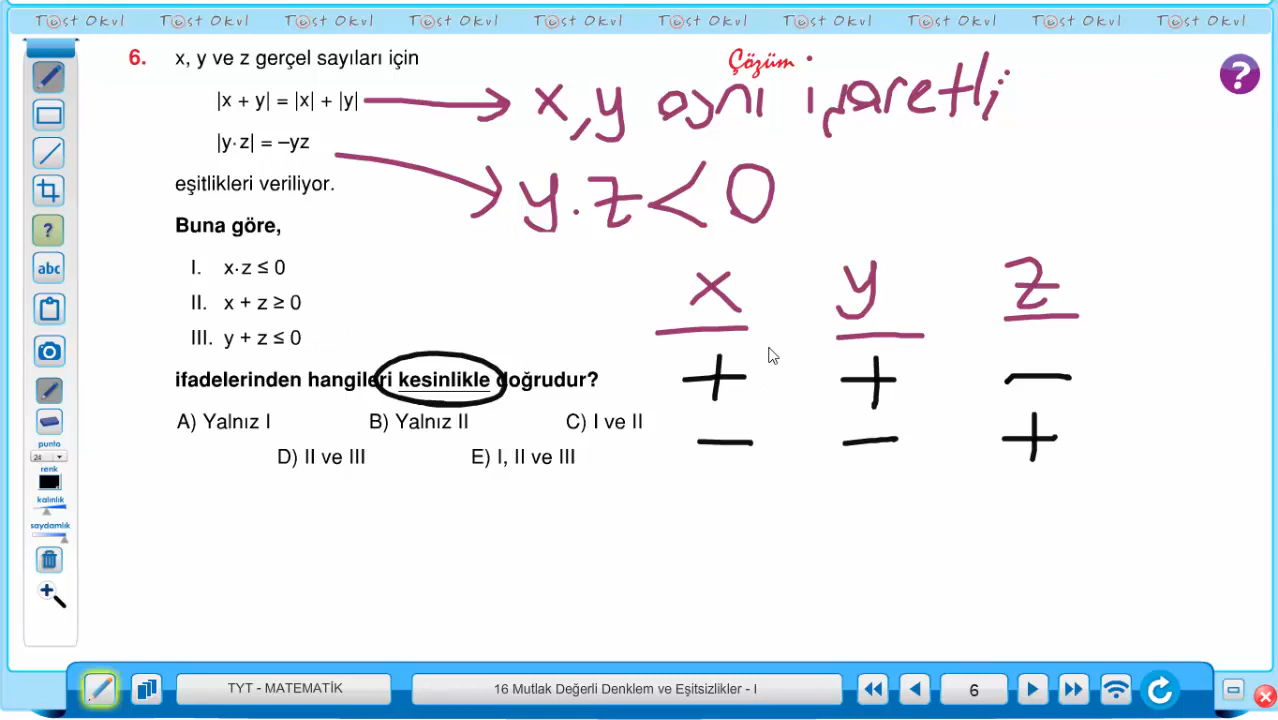 Test Okul Test Okul Test Okul Test Okul Test Okul Test Okul Test Okul Test Okul Test Okul Test Okul
6. x, y ve z gerçel sayıları için
Çözüm
|x + y| = |x| + |y|
x, y aynı işaretli
|y·z| = –yz
y.z<0
eşitlikleri veriliyor.
Buna göre,
I. x·z ≤ 0
II. x + z ≥ 0
III. y + z ≤ 0
x y z
+ + –
– – +
ifadelerinden hangileri kesinlikle doğrudur?
A) Yalnız I B) Yalnız II C) I ve II
D) II ve III E) I, II ve III
?
?
abc
punto
24
renk
kalınlık
saydamlık
TYT - MATEMATİK
16 Mutlak Değerli Denklem ve Eşitsizlikler - I
6